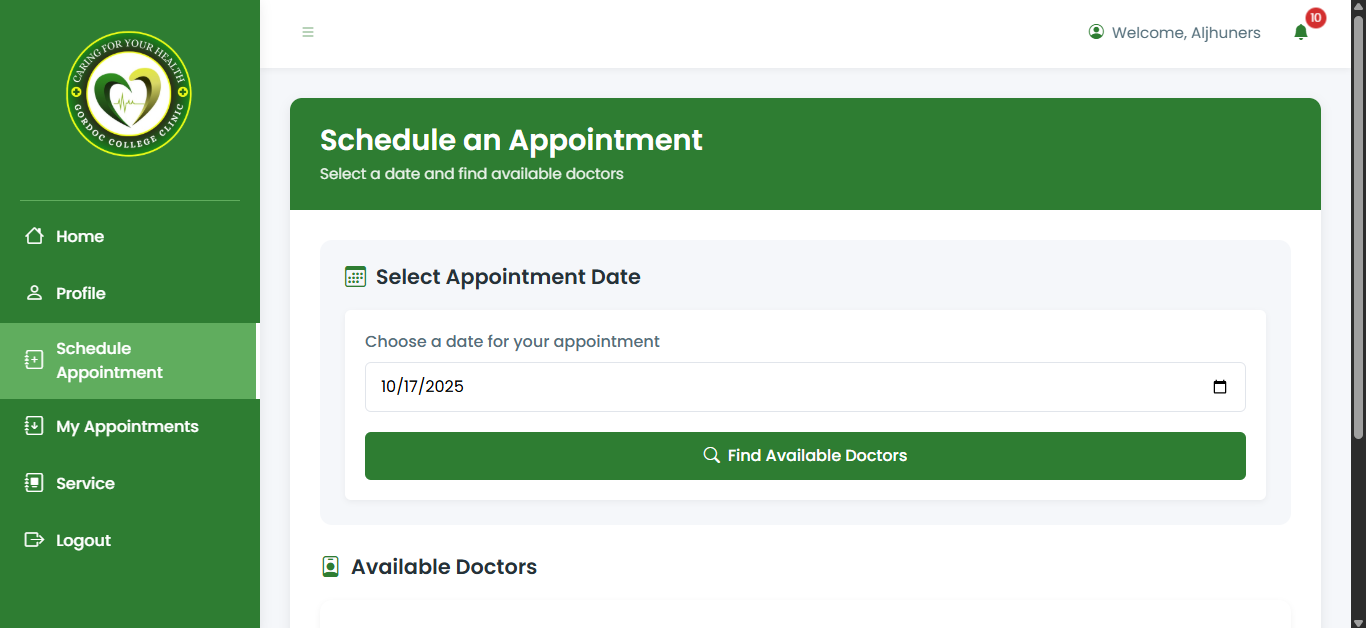 CARING FOR YOUR HEALTH
GORDOC COLLEGE CLINIC
Home
Profile
Schedule
Appointment
My Appointments
Service
Logout
Welcome, Aljhuners
10
Schedule an Appointment
Select a date and find available doctors
Select Appointment Date
Choose a date for your appointment
10/17/2025
Find Available Doctors
Available Doctors